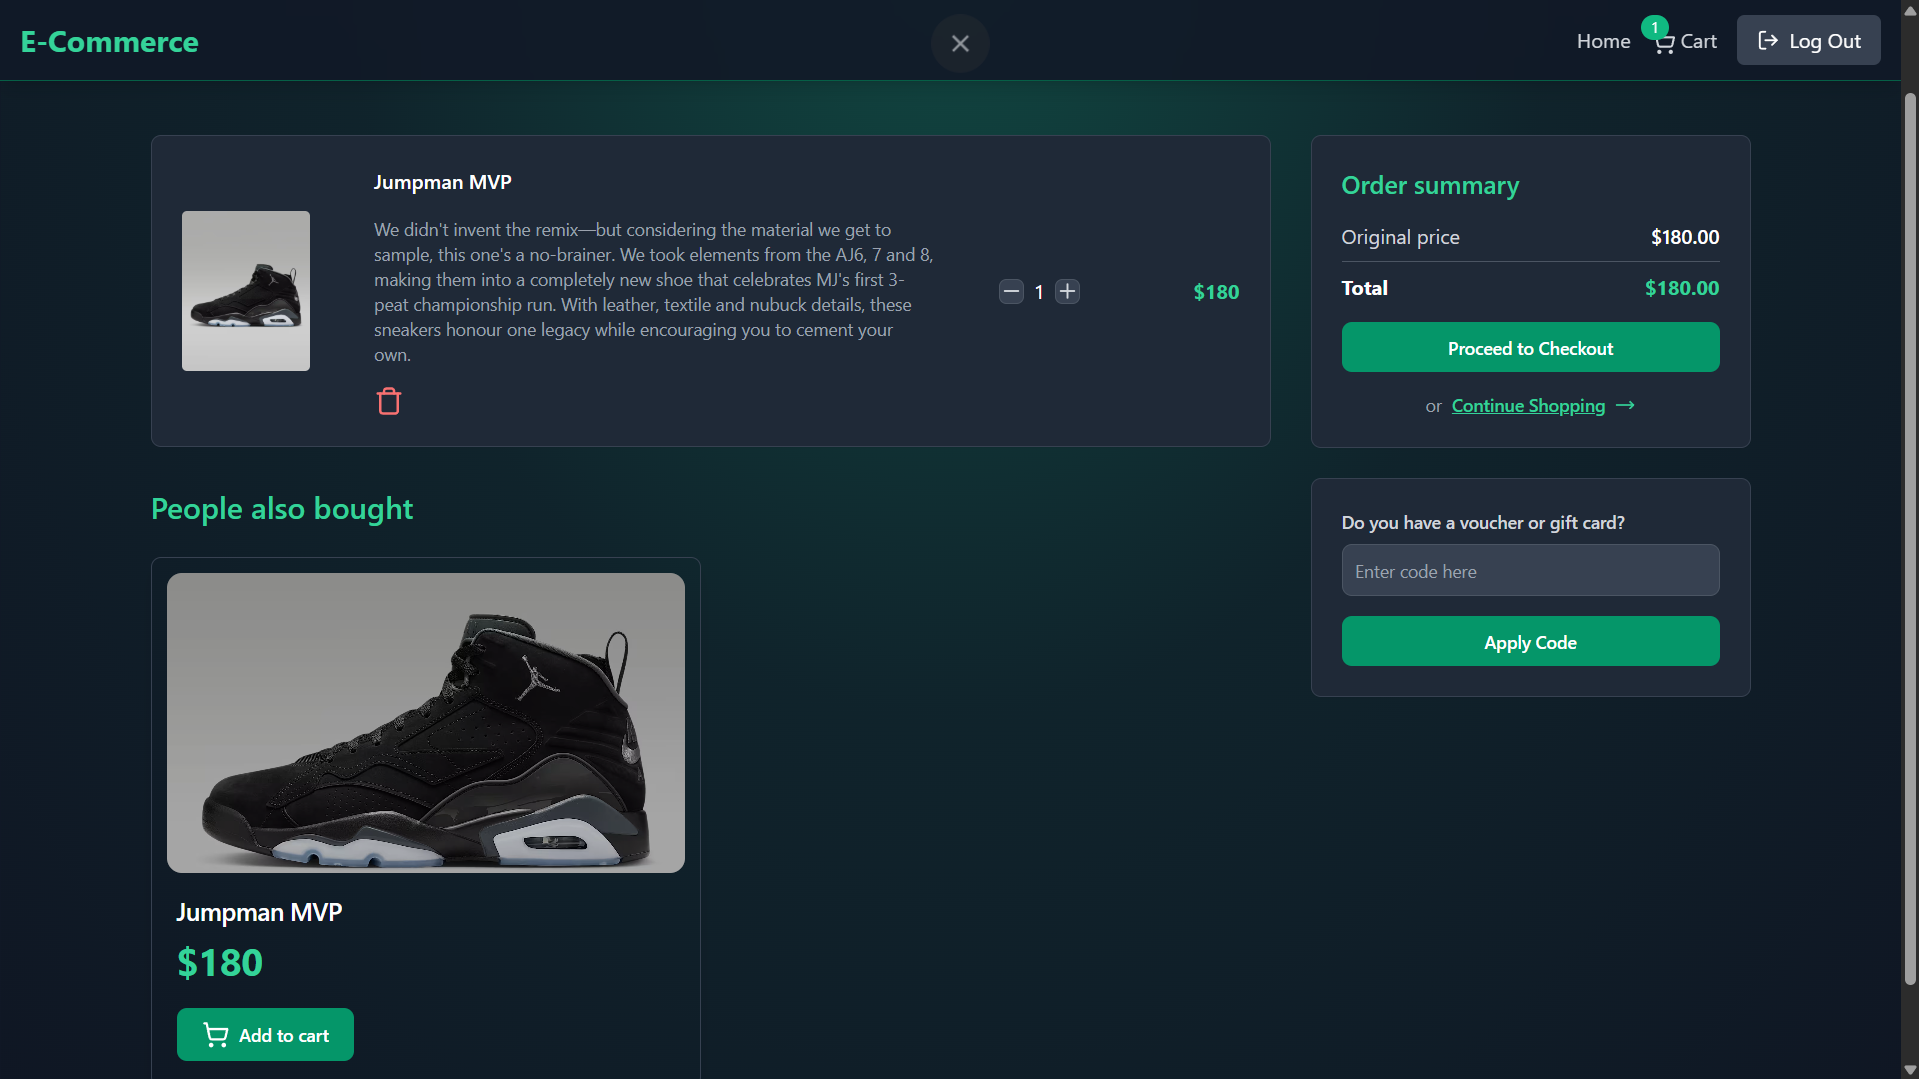 E-Commerce
Home
1
Cart
Log Out
Jumpman MVP
We didn't invent the remix—but considering the material we get to
sample, this one's a no-brainer. We took elements from the AJ6, 7 and 8,
making them into a completely new shoe that celebrates MJ's first 3-
peat championship run. With leather, textile and nubuck details, these
sneakers honour one legacy while encouraging you to cement your
own.
1
$180
Order summary
Original price $180.00
Total $180.00
Proceed to Checkout
or Continue Shopping
People also bought
Jumpman MVP
$180
Add to cart
Do you have a voucher or gift card?
Enter code here
Apply Code